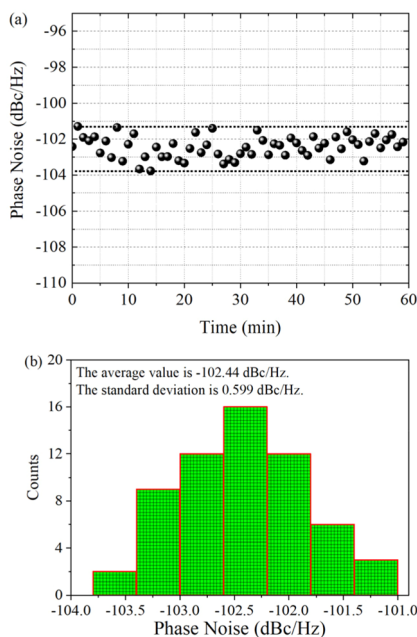 (a)
-96
-98
-100
-102
-104
-106
-108
-110
Phase Noise (dBc/Hz)
0 10 20 30 40 50 60
Time (min)
(b)
The average value is -102.44 dBc/Hz.
The standard deviation is 0.599 dBc/Hz.
20
16
12
8
4
0
Counts
-104.0 -103.5 -103.0 -102.5 -102.0 -101.5 -101.0
Phase Noise (dBc/Hz)